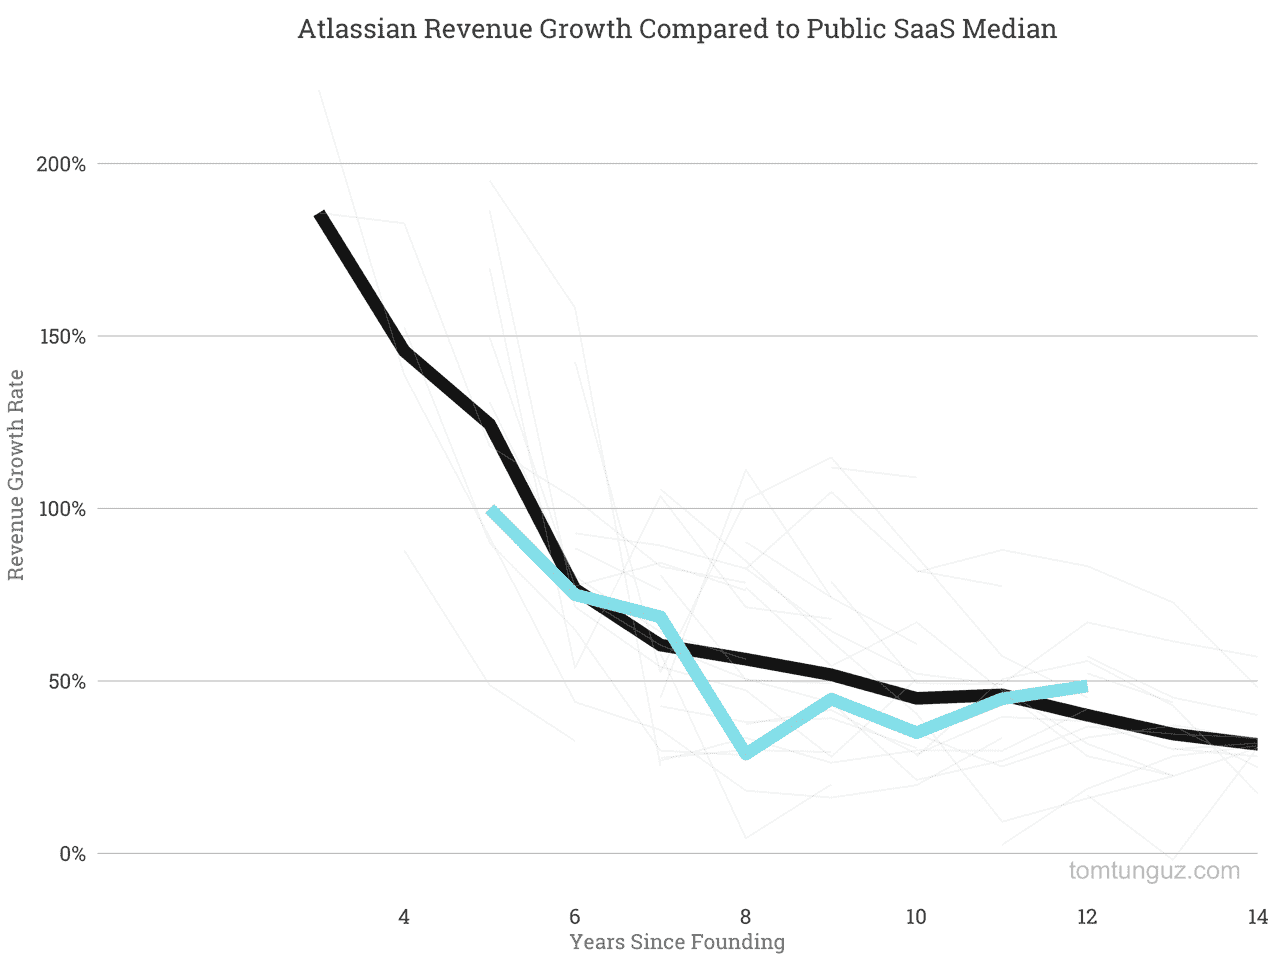 Atlassian Revenue Growth Compared to Public SaaS Median
200%
150%
100%
50%
0%
Revenue Growth Rate
tomtunguz.com
4 6 8 10 12 14
Years Since Founding